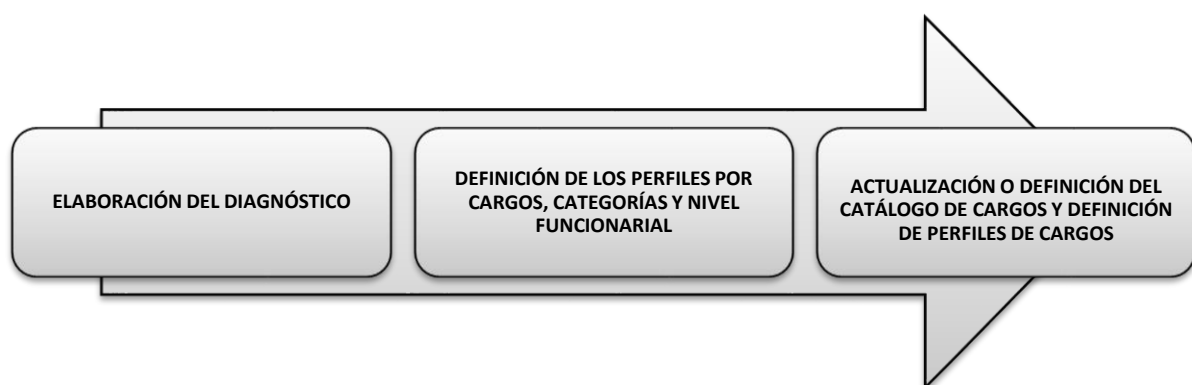 ELABORACIÓN DEL DIAGNÓSTICO
DEFINICIÓN DE LOS PERFILES POR
CARGOS, CATEGORÍAS Y NIVEL
FUNCIONARIAL
ACTUALIZACIÓN O DEFINICIÓN DEL
CATÁLOGO DE CARGOS Y DEFINICIÓN
DE PERFILES DE CARGOS